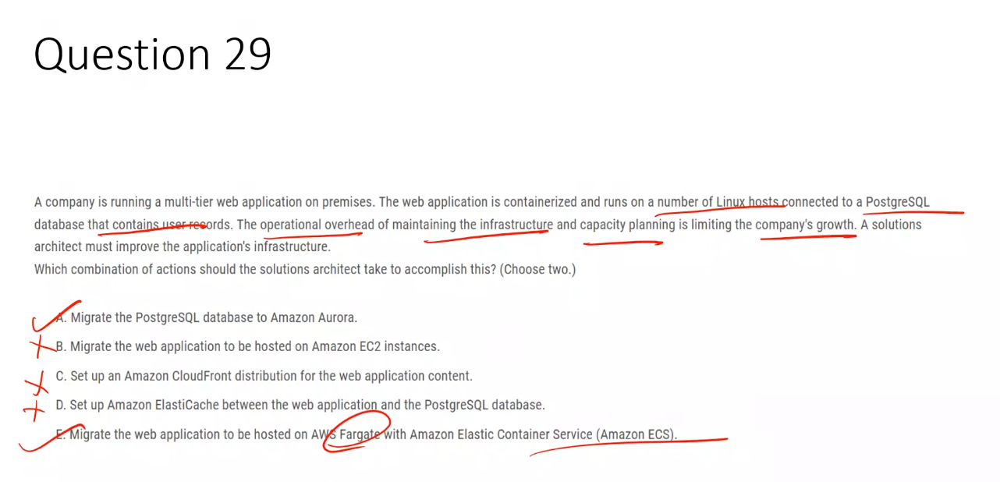 Question 29
A company is running a multi-tier web application on premises. The web application is containerized and runs on a number of Linux hosts connected to a PostgreSQL
database that contains user records. The operational overhead of maintaining the infrastructure and capacity planning is limiting the company's growth. A solutions
architect must improve the application's infrastructure.
Which combination of actions should the solutions architect take to accomplish this? (Choose two.)
A. Migrate the PostgreSQL database to Amazon Aurora.
B. Migrate the web application to be hosted on Amazon EC2 instances.
C. Set up an Amazon CloudFront distribution for the web application content.
D. Set up Amazon ElastiCache between the web application and the PostgreSQL database.
E. Migrate the web application to be hosted on AWS Fargate with Amazon Elastic Container Service (Amazon ECS).